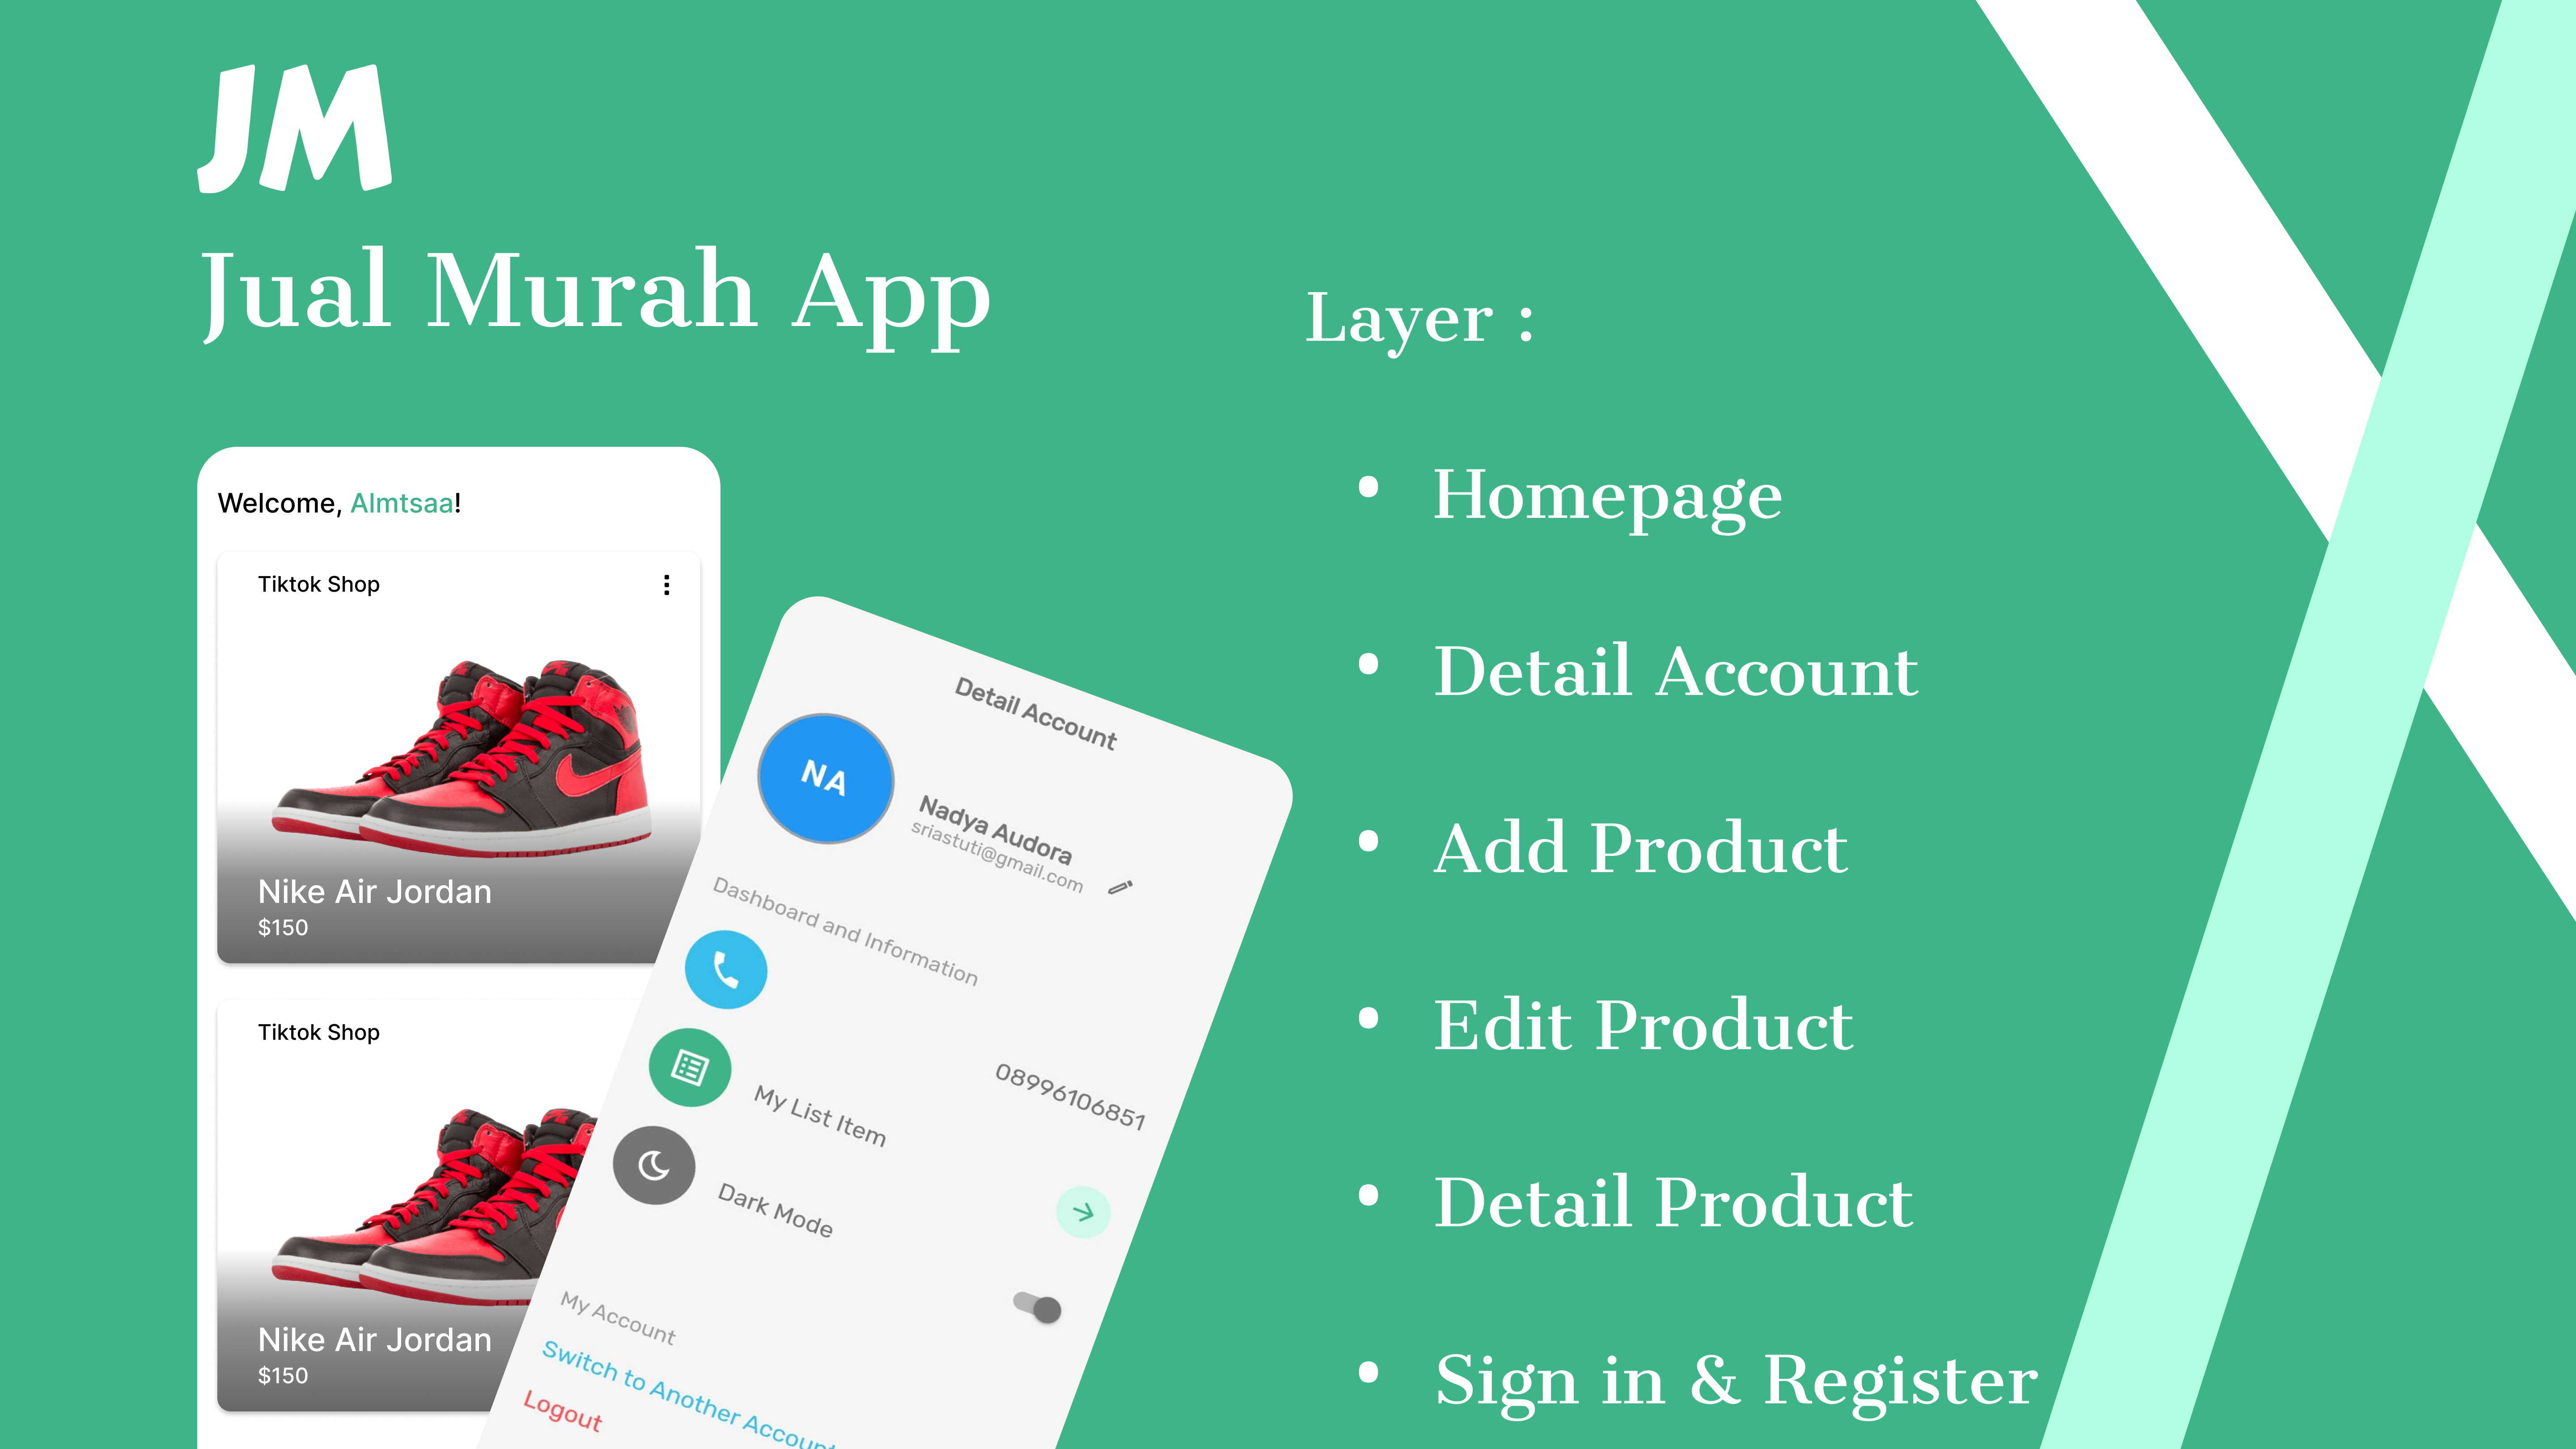 JM
Jual Murah App
Welcome, Almtsaa!
Tiktok Shop
Nike Air Jordan
$150
Tiktok Shop
Nike Air Jordan
$150
Detail Account
NA
Nadya Audora
sriastuti@gmail.com
Dashboard and Information
08996106851
My List Item
Dark Mode
My Account
Switch to Another Account
Logout
Layer :
• Homepage
• Detail Account
• Add Product
• Edit Product
• Detail Product
• Sign in & Register